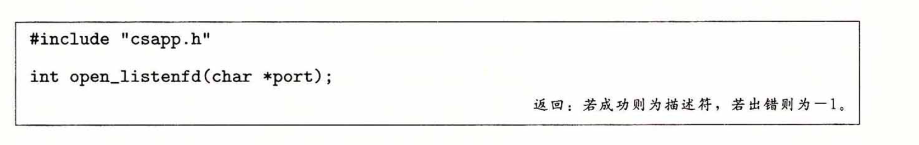 #include "csapp.h"
int open_listenfd(char *port);
返回：若成功则为描述符，若出错则为－1。